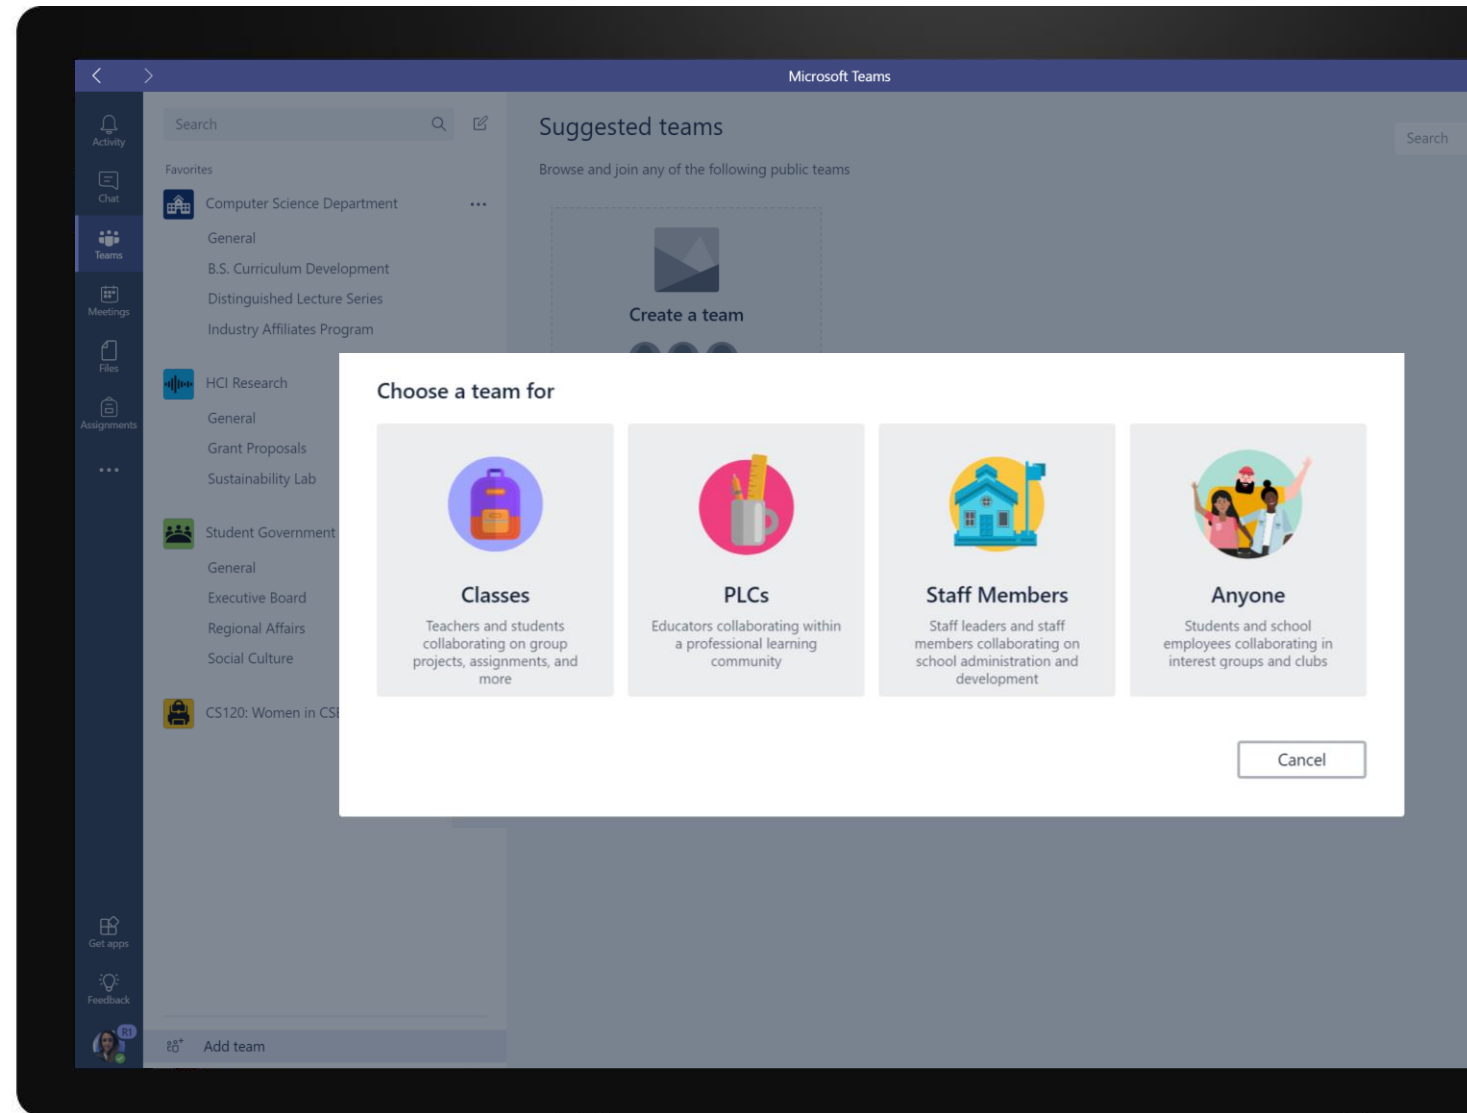 Microsoft Teams
Activity
Chat
Teams
Meetings
Files
Assignments
Get apps
Feedback
R1
Search
Favorites
Computer Science Department
General
B.S. Curriculum Development
Distinguished Lecture Series
Industry Affiliates Program
HCI Research
General
Grant Proposals
Sustainability Lab
Student Government
General
Executive Board
Regional Affairs
Social Culture
CS120: Women in CS
Add team
Suggested teams
Search
Browse and join any of the following public teams
Create a team
Choose a team for
Classes
Teachers and students
collaborating on group
projects, assignments, and
more
PLCs
Educators collaborating within
a professional learning
community
Staff Members
Staff leaders and staff
members collaborating on
school administration and
development
Anyone
Students and school
employees collaborating in
interest groups and clubs
Cancel